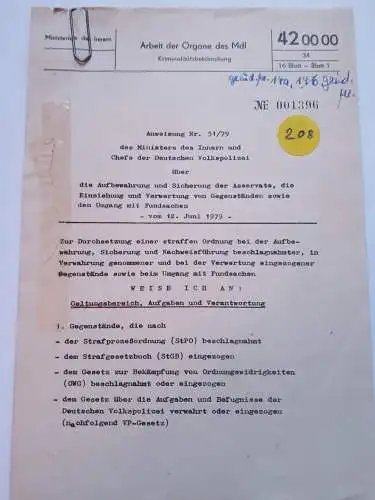 Ministerium des Innern
Arbeit der Organe des MdI
Kriminalitätsbekämpfung
42 00 00
34
16 Blatt - Blatt 1
geänd.
№ 001396
208
Anweisung Nr. 51/79
des Ministers des Innern und
Chefs der Deutschen Volkspolizei
über
die Aufbewahrung und Sicherung der Asservate, die
Einziehung und Verwertung von Gegenständen sowie
den Umgang mit Fundsachen
- vom 12. Juni 1979 -
Zur Durchsetzung einer straffen Ordnung bei der Aufbe-
wahrung, Sicherung und Nachweisführung beschlagnahmter, in
Verwahrung genommener und bei der Verwertung eingezogener
Gegenstände sowie beim Umgang mit Fundsachen
WEISE ICH AN:
Geltungsbereich, Aufgaben und Verantwortung
1. Gegenstände, die nach
- der Strafprozeßordnung (StPO) beschlagnahmt
- dem Strafgesetzbuch (StGB) eingezogen
- dem Gesetz zur Bekämpfung von Ordnungswidrigkeiten
(OWG) beschlagnahmt oder eingezogen
- dem Gesetz über die Aufgaben und Befugnisse der
Deutschen Volkspolizei verwahrt oder eingezogen
(nachfolgend VP-Gesetz)